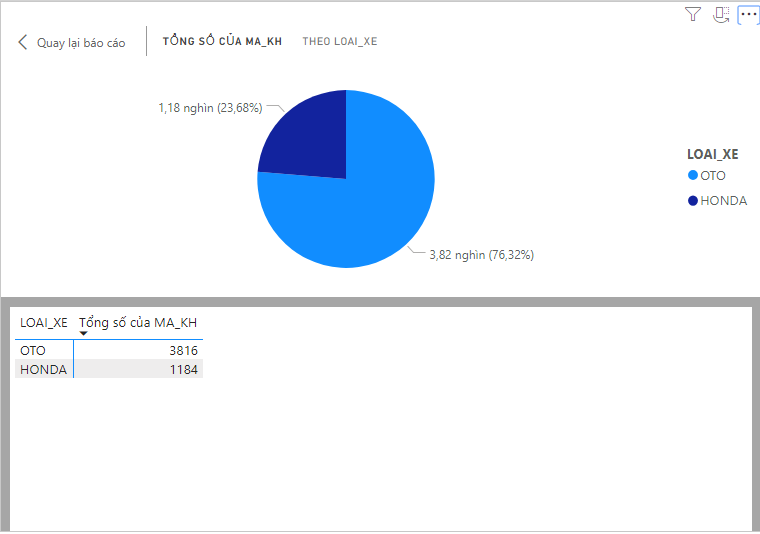 Quay lại báo cáo
TỔNG SỐ CỦA MA_KH
THEO LOAI_XE
1,18 nghìn (23,68%)
3,82 nghìn (76,32%)
LOAI_XE
OTO
HONDA
LOAI_XE Tổng số của MA_KH
OTO 3816
HONDA 1184